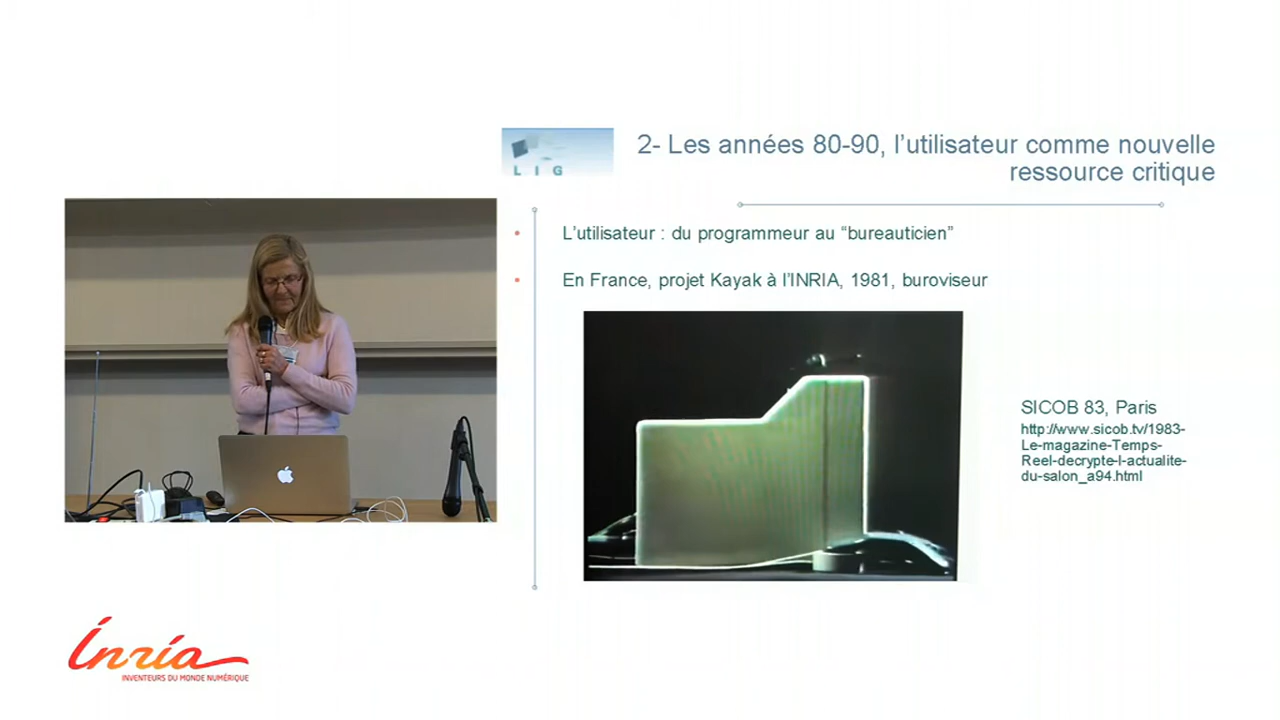 L I G
2- Les années 80-90, l’utilisateur comme nouvelle
ressource critique
• L’utilisateur : du programmeur au “bureauticien”
• En France, projet Kayak à l’INRIA, 1981, buroviseur
SICOB 83, Paris
http://www.sicob.tv/1983-
Le-magazine-Temps-
Reel-decrypte-l-actualite-
du-salon_a94.html
Inria
INVENTEURS DU MONDE NUMÉRIQUE